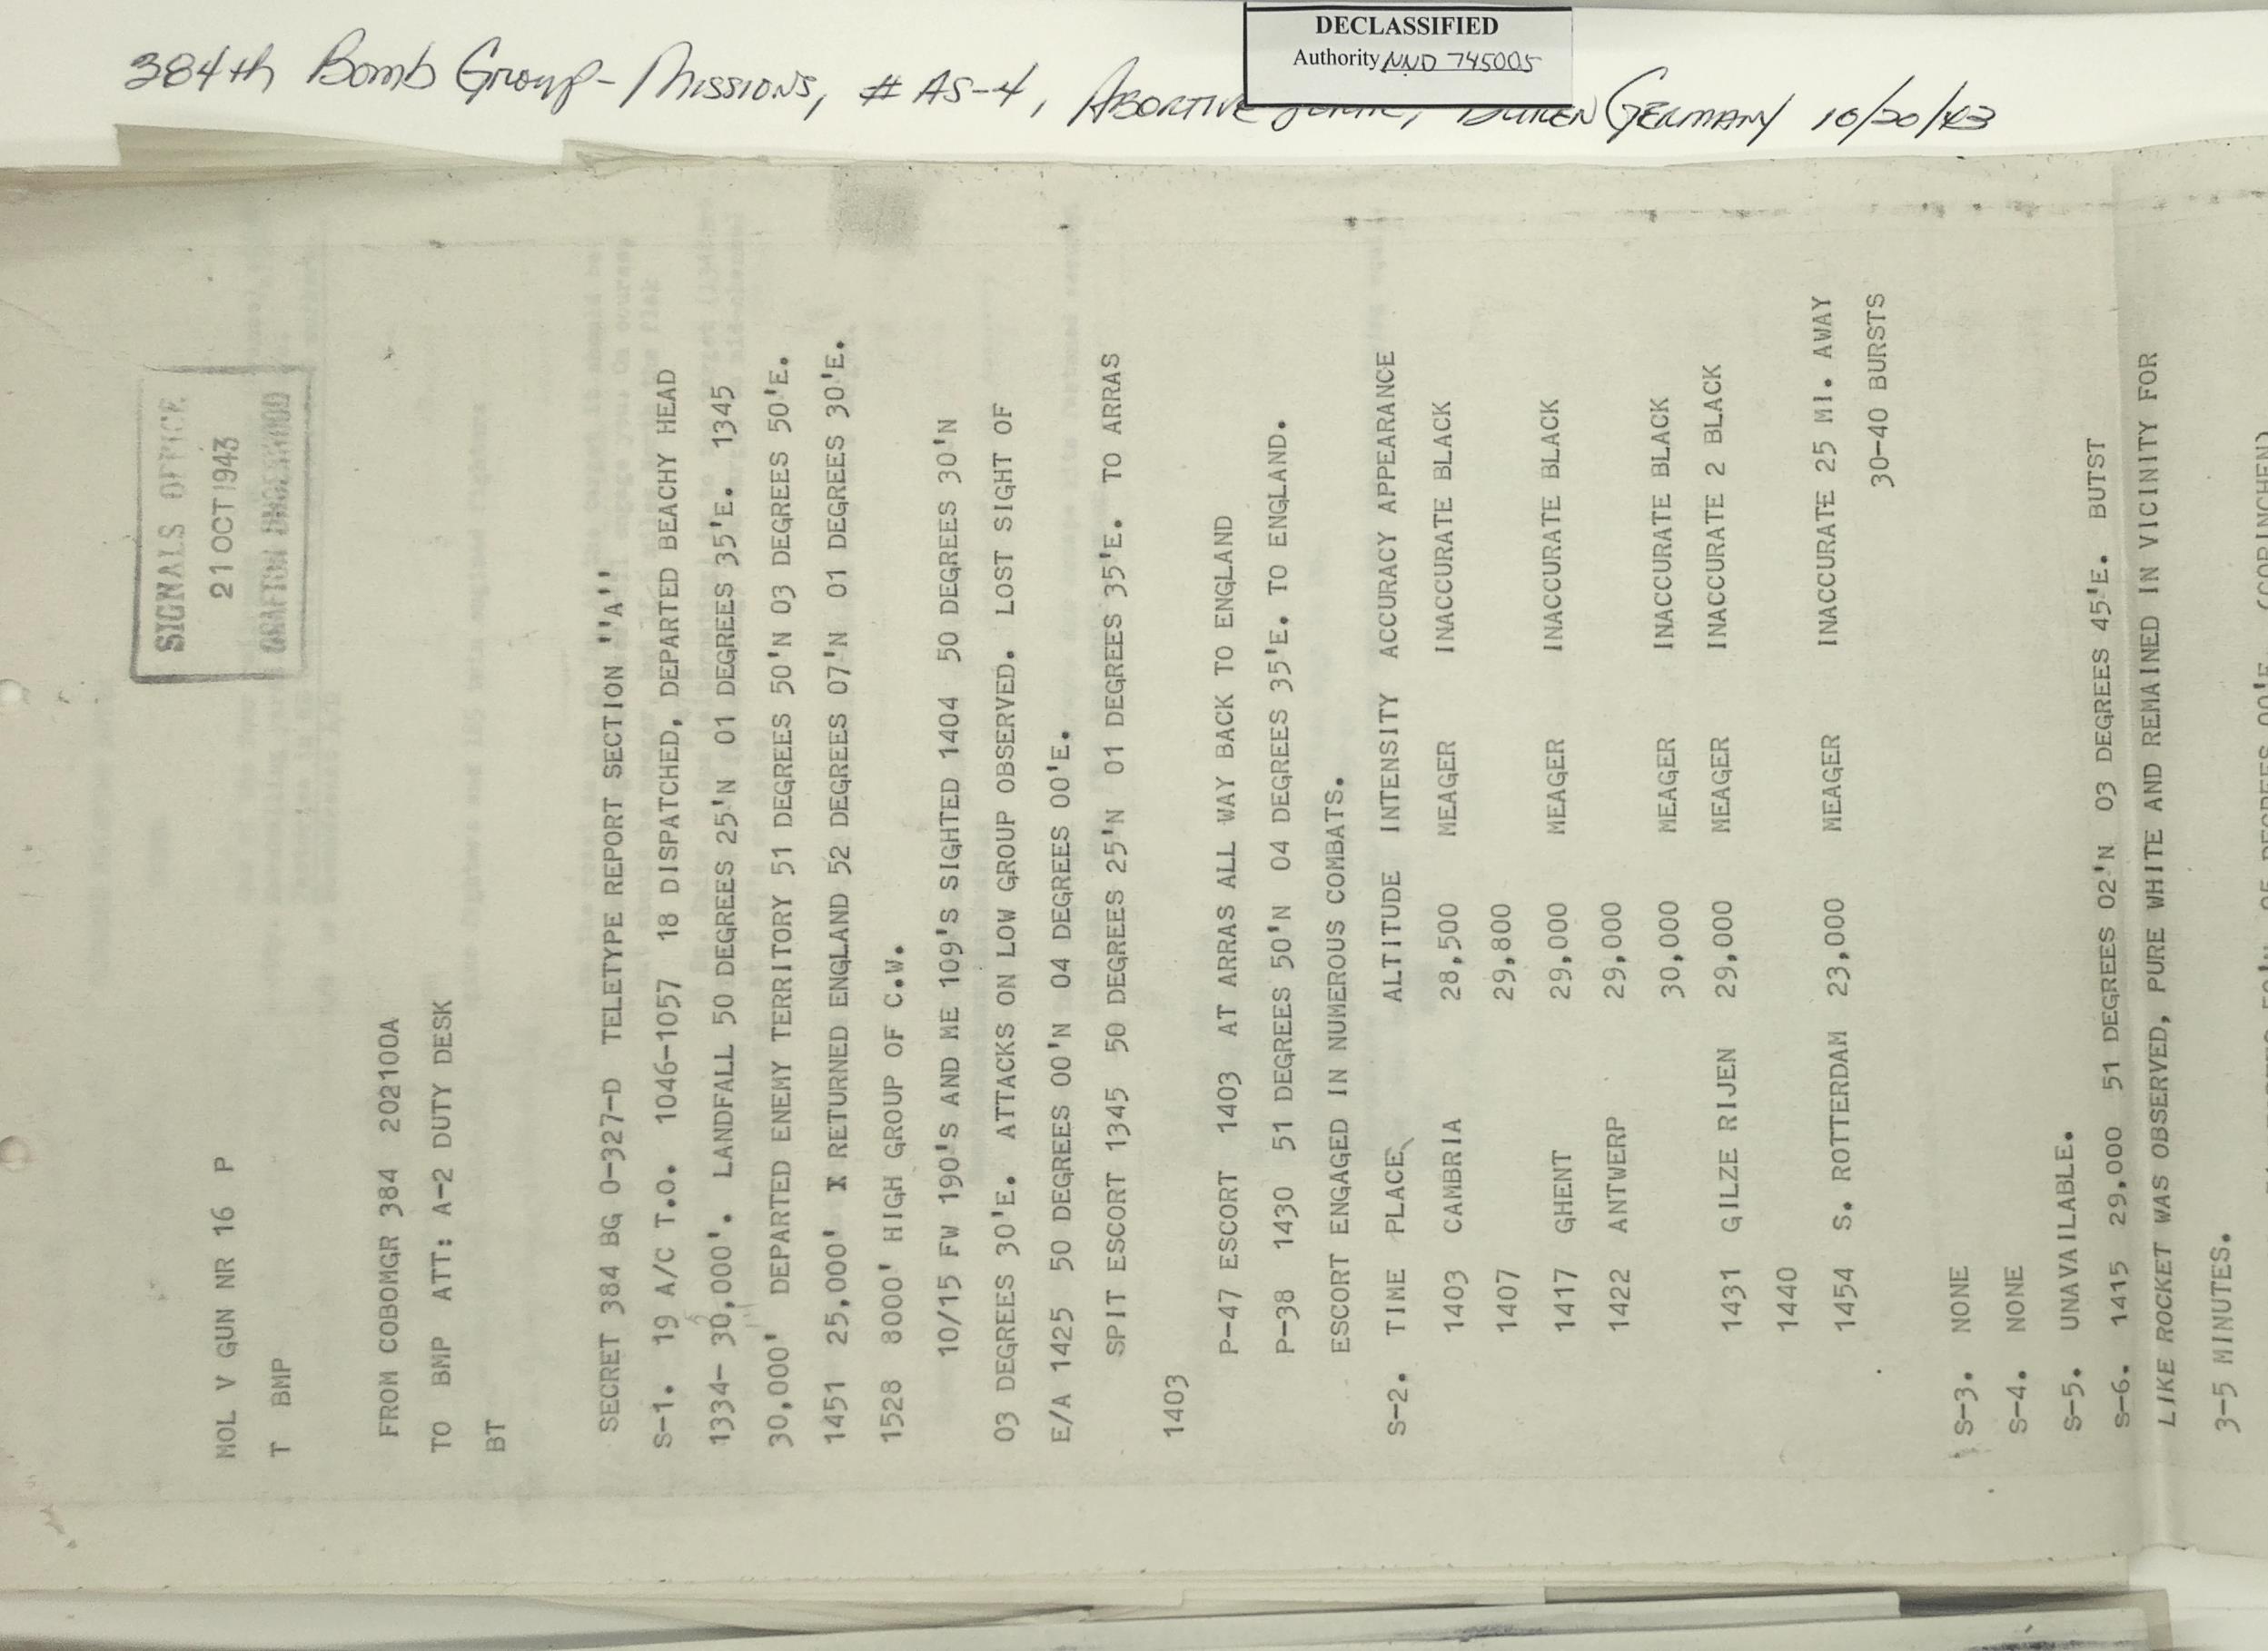 384th Bomb Group - Missions, # AS-4, Abortive Germany 10/20/43
DECLASSIFIED
Authority NND 745005
SIGNALS OFFICE
21 OCT 1943
GRAFTON UNDERWOOD
MOL V GUN NR 16 P
T BMP
FROM COBOMGR 384 202100A
TO BMP ATT: A-2 DUTY DESK
BT
SECRET 384 BG O-327-D TELETYPE REPORT SECTION ''A''
S-1. 19 A/C T.O. 1046-1057 18 DISPATCHED, DEPARTED BEACHY HEAD
1334- 30,000'. LANDFALL 50 DEGREES 25'N 01 DEGREES 35'E. 1345
30,000' DEPARTED ENEMY TERRITORY 51 DEGREES 50'N 03 DEGREES 50'E.
1451 25,000' X RETURNED ENGLAND 52 DEGREES 07'N 01 DEGREES 30'E.
1528 8000' HIGH GROUP OF C.W.
10/15 FW 190'S AND ME 109'S SIGHTED 1404 50 DEGREES 30'N
03 DEGREES 30'E. ATTACKS ON LOW GROUP OBSERVED. LOST SIGHT OF
E/A 1425 50 DEGREES 00'N 04 DEGREES 00'E.
SPIT ESCORT 1345 50 DEGREES 25'N 01 DEGREES 35'E. TO ARRAS
1403
P-47 ESCORT 1403 AT ARRAS ALL WAY BACK TO ENGLAND
P-38 1430 51 DEGREES 50'N 04 DEGREES 35'E. TO ENGLAND.
ESCORT ENGAGED IN NUMEROUS COMBATS.
S-2. TIME PLACE ALTITUDE INTENSITY ACCURACY APPEARANCE
1403 CAMBRIA 28,500 MEAGER INACCURATE BLACK
1407 29,800
1417 GHENT 29,000 MEAGER INACCURATE BLACK
1422 ANTWERP 29,000
30,000 MEAGER INACCURATE BLACK
1431 GILZE RIJEN 29,000 MEAGER INACCURATE 2 BLACK
1440
1454 S. ROTTERDAM 23,000 MEAGER INACCURATE 25 MI. AWAY
30-40 BURSTS
S-3. NONE
S-4. NONE
S-5. UNAVAILABLE.
S-6. 1415 29,000 51 DEGREES 02'N 03 DEGREES 45'E. BUTST
LIKE ROCKET WAS OBSERVED, PURE WHITE AND REMAINED IN VICINITY FOR
3-5 MINUTES.